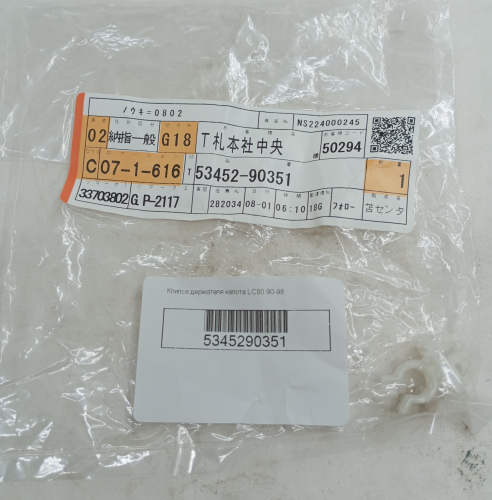 ノウキ=0802
NS224000245
02 納指一般 G18 T札本社中央 様 50294
C 07-1-616 T 53452-90351 1
33703802 G.P-2117 282034 08-01 06:10 18G フォロー 苫センタ
Клипса держателя капота LC80 90-98
5345290351